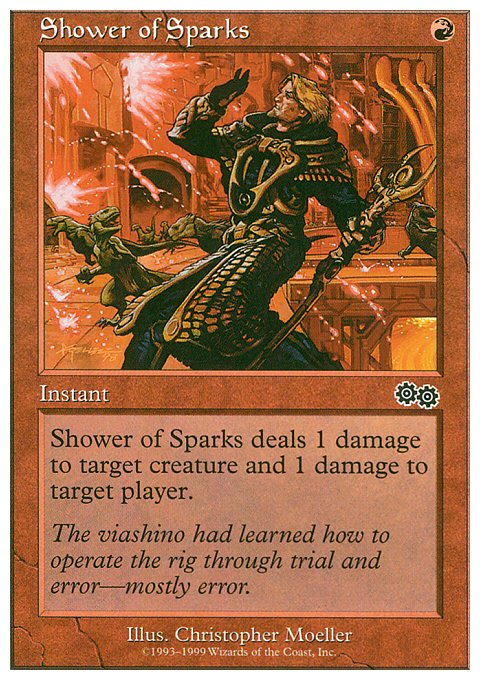 Shower of Sparks
Instant
Shower of Sparks deals 1 damage
to target creature and 1 damage to
target player.
The viashino had learned how to
operate the rig through trial and
error—mostly error.
Illus. Christopher Moeller
©1993–1999 Wizards of the Coast, Inc.